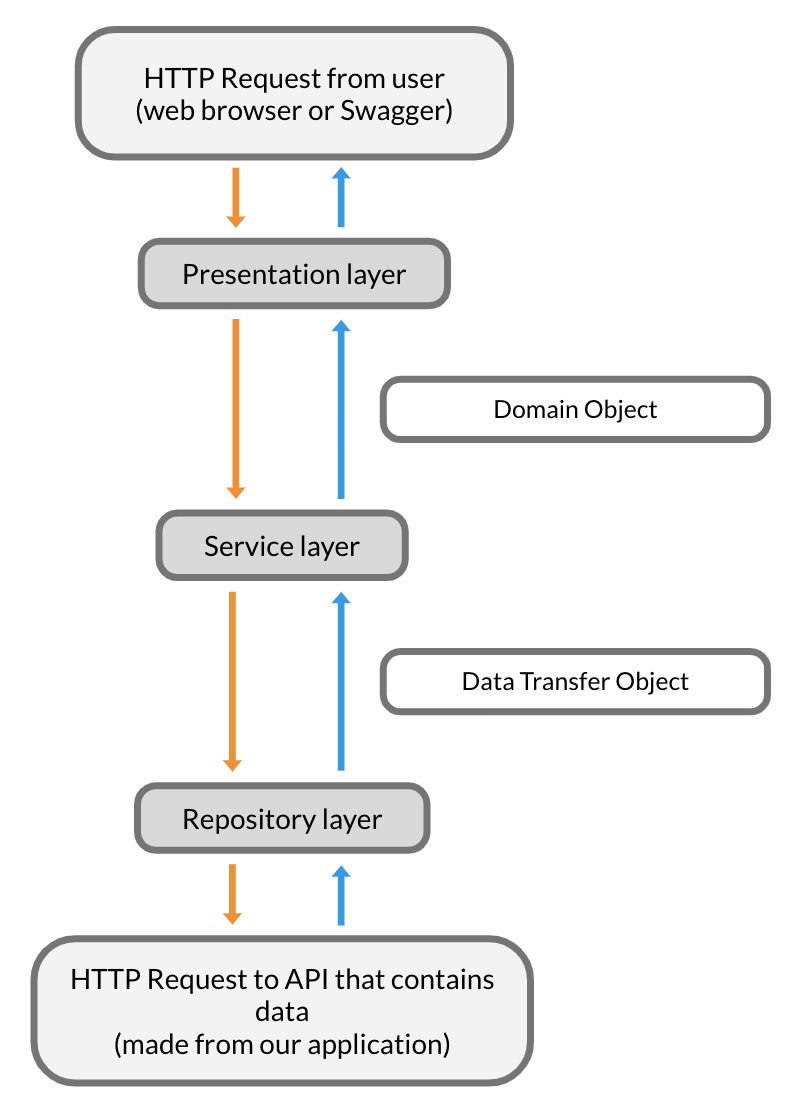 HTTP Request from user
(web browser or Swagger)
Presentation layer
Domain Object
Service layer
Data Transfer Object
Repository layer
HTTP Request to API that contains
data
(made from our application)